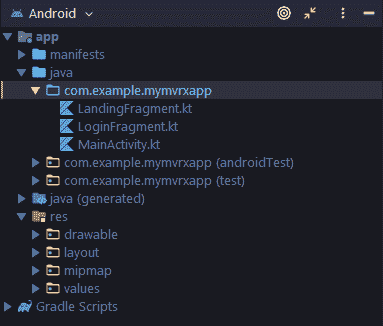 Android
app
manifests
java
com.example.mymvrxapp
LandingFragment.kt
LoginFragment.kt
MainActivity.kt
com.example.mymvrxapp (androidTest)
com.example.mymvrxapp (test)
java (generated)
res
drawable
layout
mipmap
values
Gradle Scripts